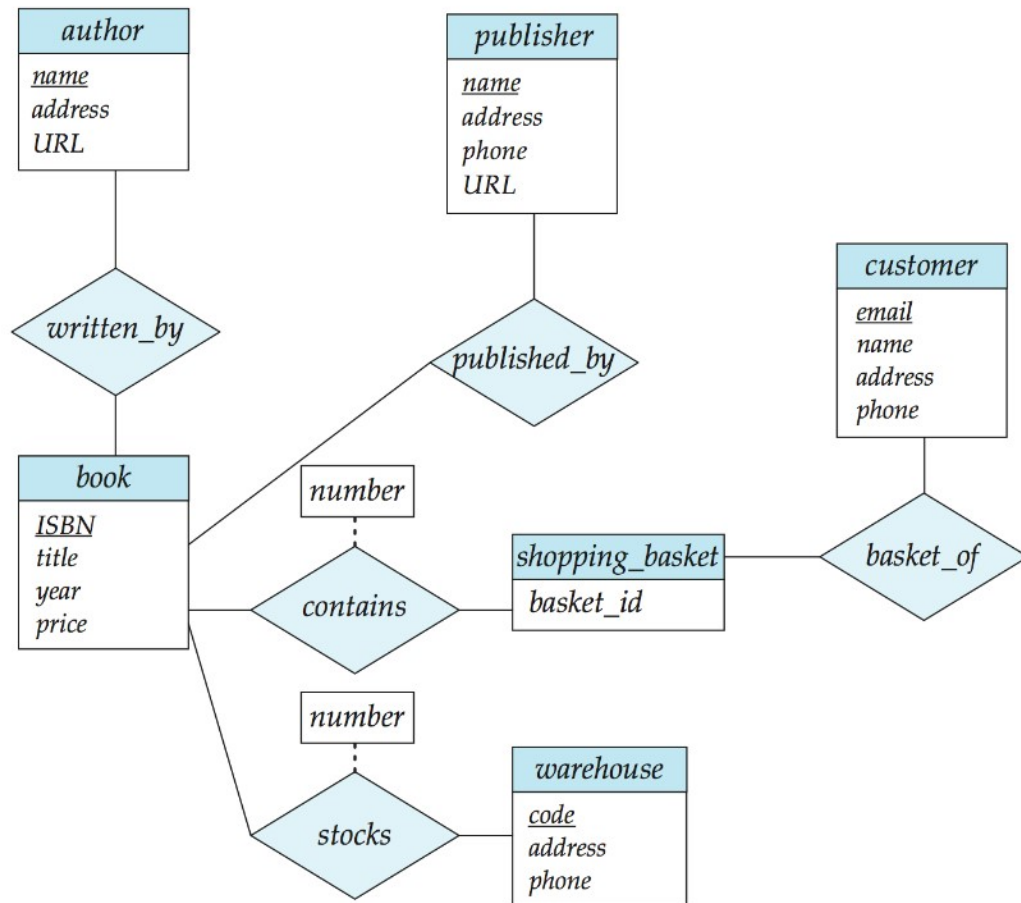 author
name
address
URL
publisher
name
address
phone
URL
customer
email
name
address
phone
written_by
published_by
basket_of
book
ISBN
title
year
price
number
contains
shopping_basket
basket_id
number
stocks
warehouse
code
address
phone